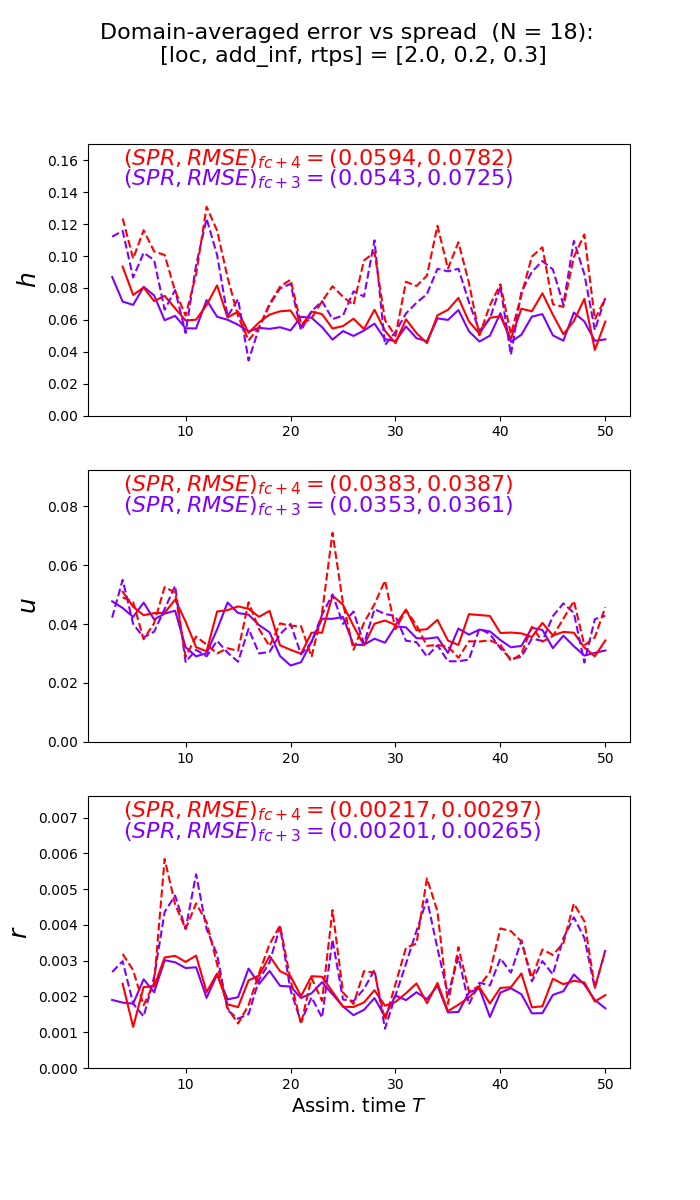 Domain-averaged error vs spread (N = 18):
[loc, add_inf, rtps] = [2.0, 0.2, 0.3]
(SPR, RMSE)fc+4 = (0.0594, 0.0782)
(SPR, RMSE)fc+3 = (0.0543, 0.0725)
0.16
0.14
0.12
0.10
0.08
0.06
0.04
0.02
0.00
h
10 20 30 40 50
(SPR, RMSE)fc+4 = (0.0383, 0.0387)
(SPR, RMSE)fc+3 = (0.0353, 0.0361)
0.08
0.06
0.04
0.02
0.00
u
10 20 30 40 50
(SPR, RMSE)fc+4 = (0.00217, 0.00297)
(SPR, RMSE)fc+3 = (0.00201, 0.00265)
0.007
0.006
0.005
0.004
0.003
0.002
0.001
0.000
r
10 20 30 40 50
Assim. time T